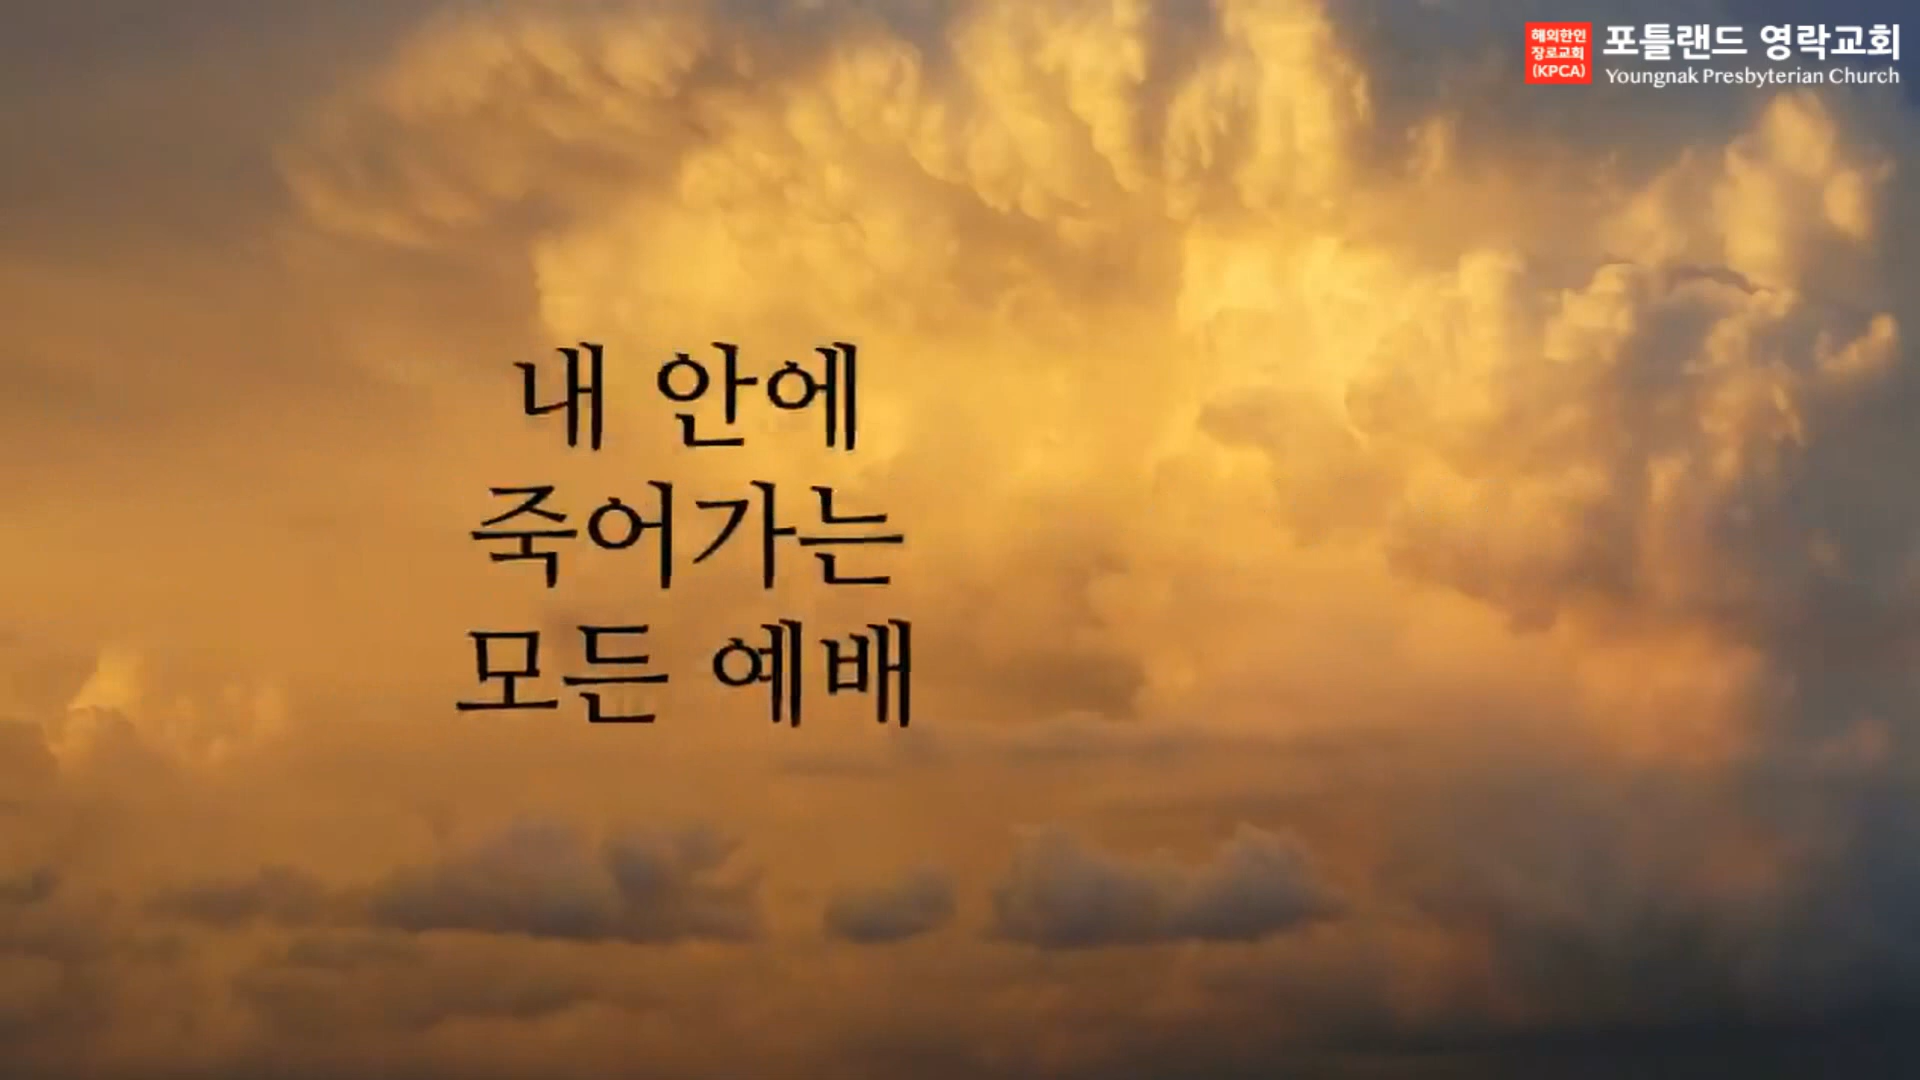 해외한인
장로교회
(KPCA)
포틀랜드 영락교회
Youngnak Presbyterian Church
내 안에
죽어가는
모든 예배